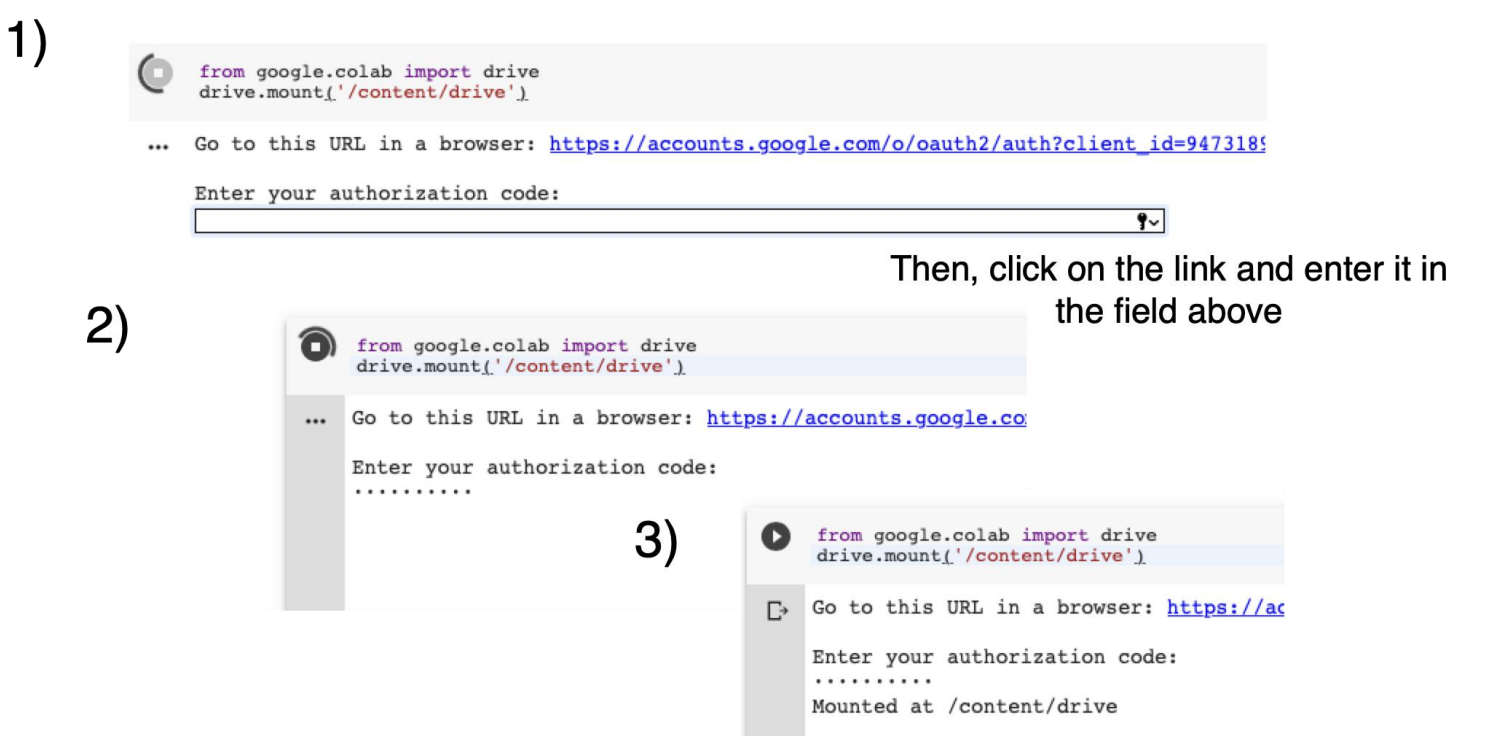 1)
from google.colab import drive
drive.mount('/content/drive')
... Go to this URL in a browser: https://accounts.google.com/o/oauth2/auth?client_id=947318
Enter your authorization code:
Then, click on the link and enter it in
the field above
2)
from google.colab import drive
drive.mount('/content/drive')
... Go to this URL in a browser: https://accounts.google.co
Enter your authorization code:
··········
3)
from google.colab import drive
drive.mount('/content/drive')
Go to this URL in a browser: https://ac
Enter your authorization code:
··········
Mounted at /content/drive